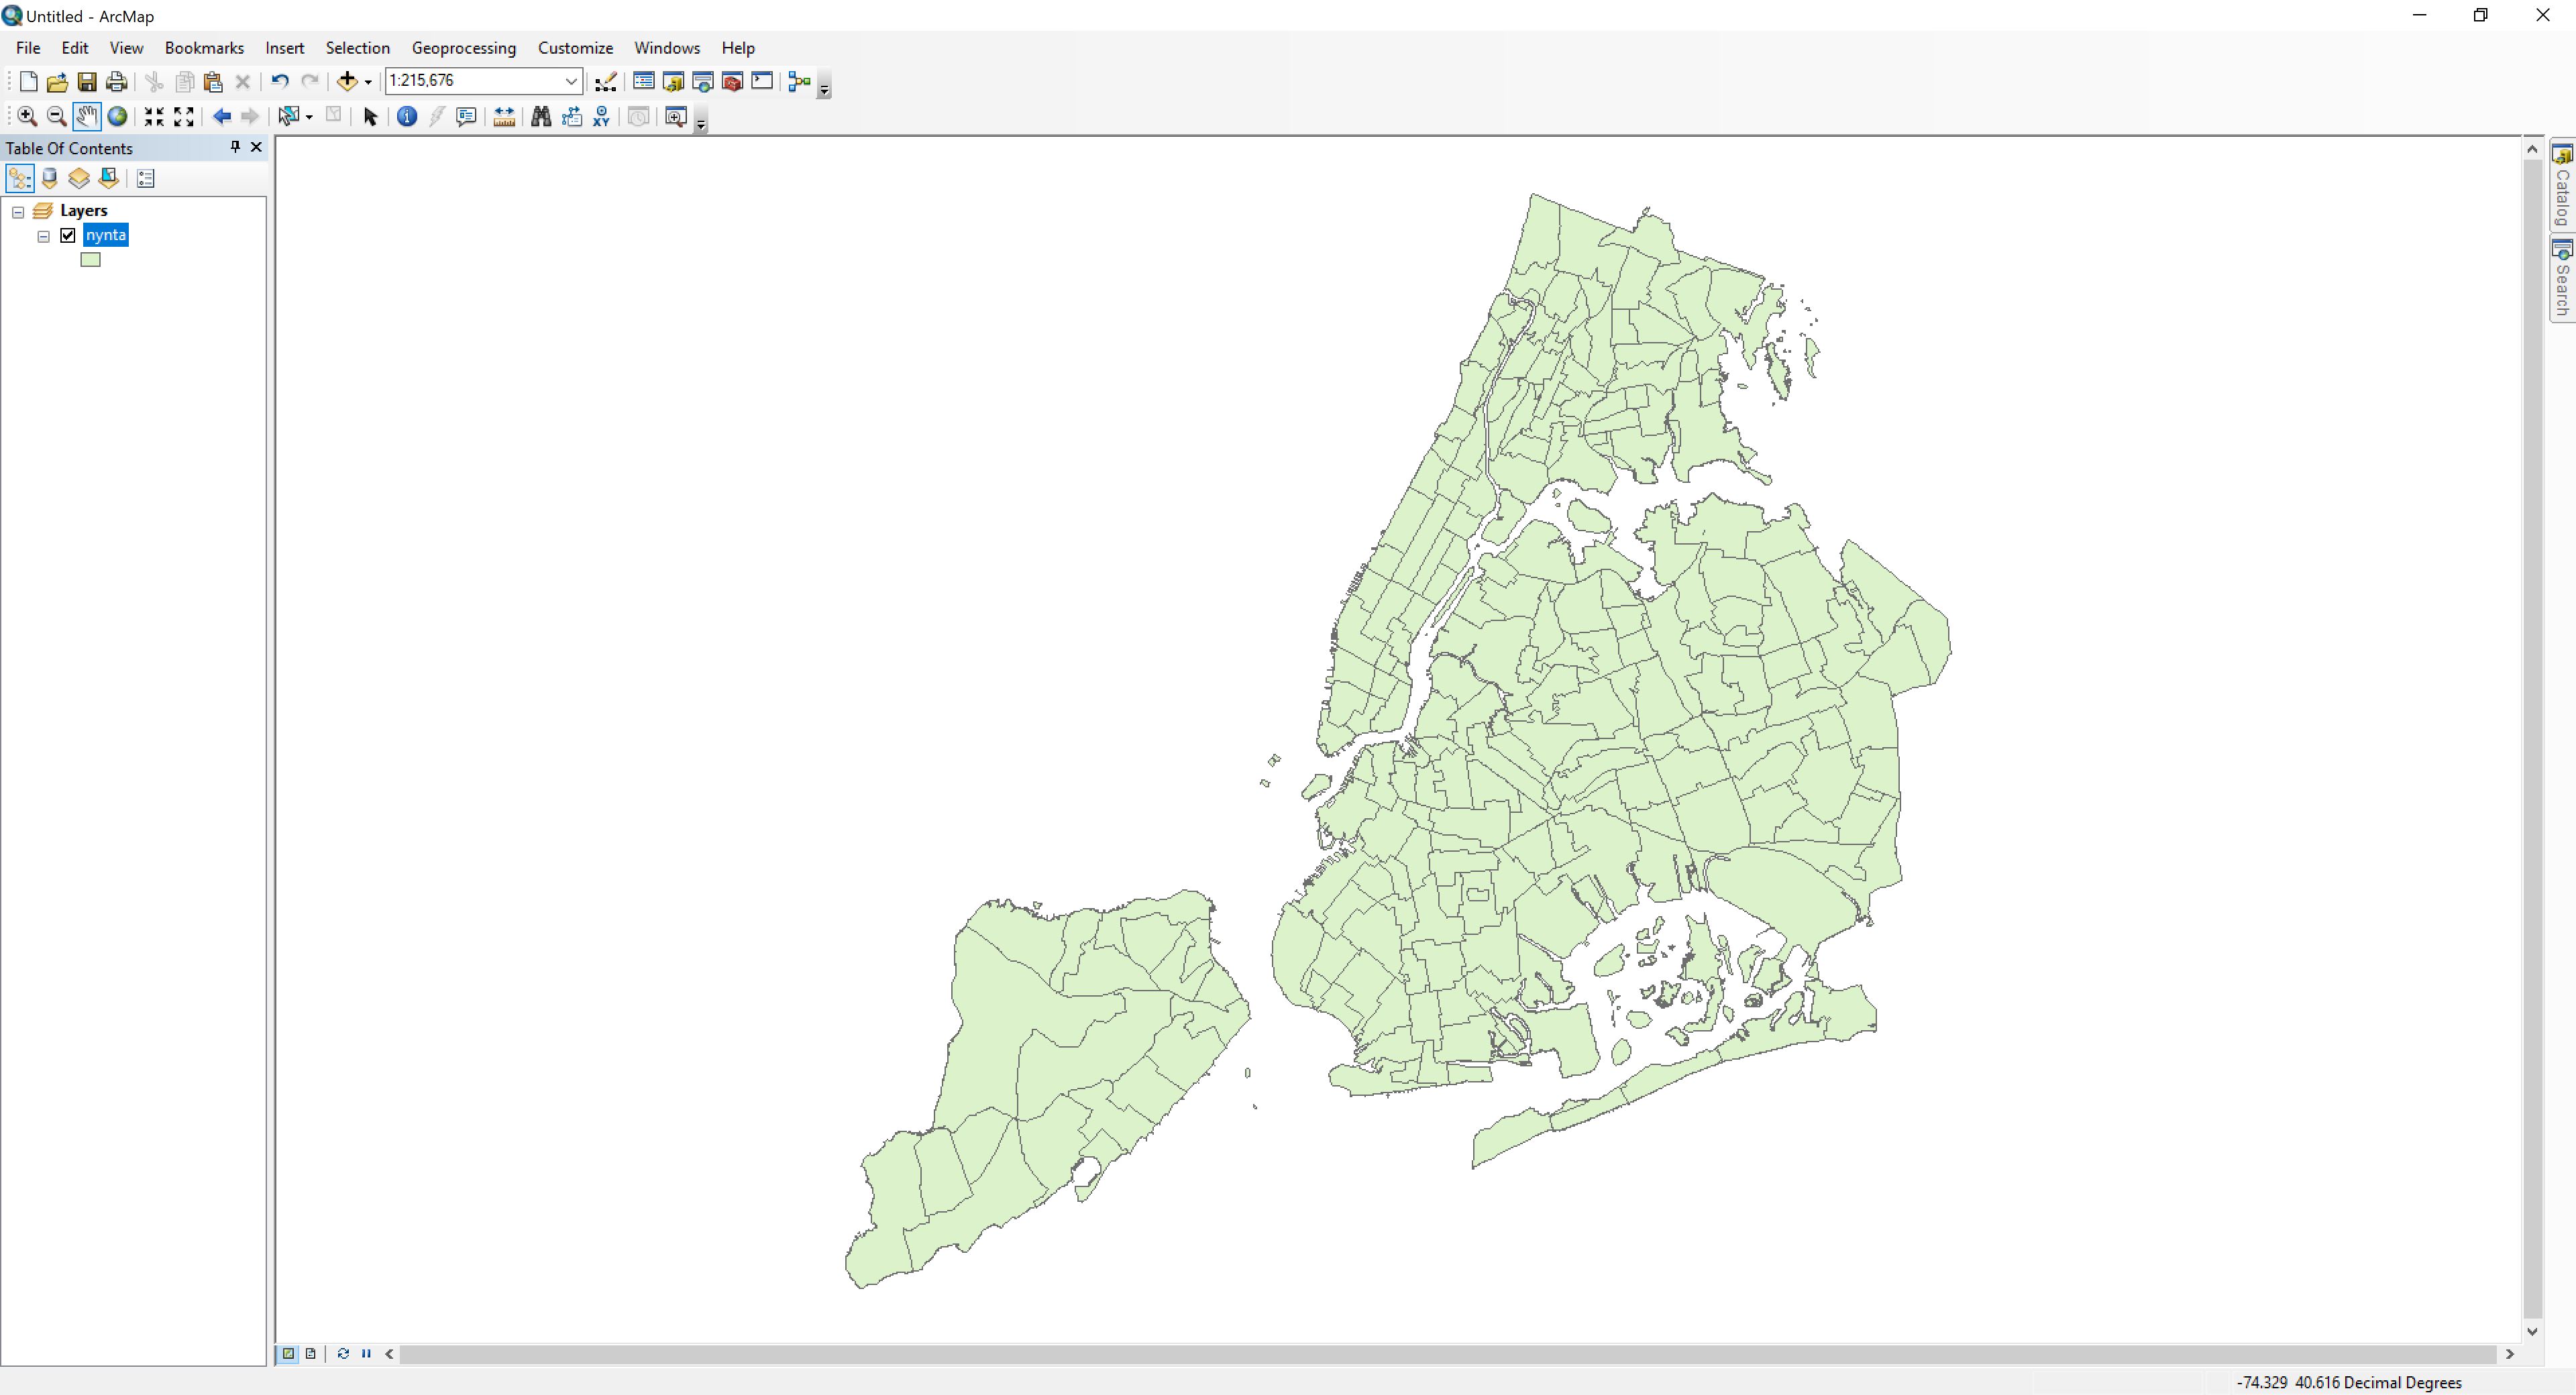 Untitled - ArcMap
File Edit View Bookmarks Insert Selection Geoprocessing Customize Windows Help
1:215,676
XY
Table Of Contents
Layers
nynta
Catalog
Search
-74.329 40.616 Decimal Degrees